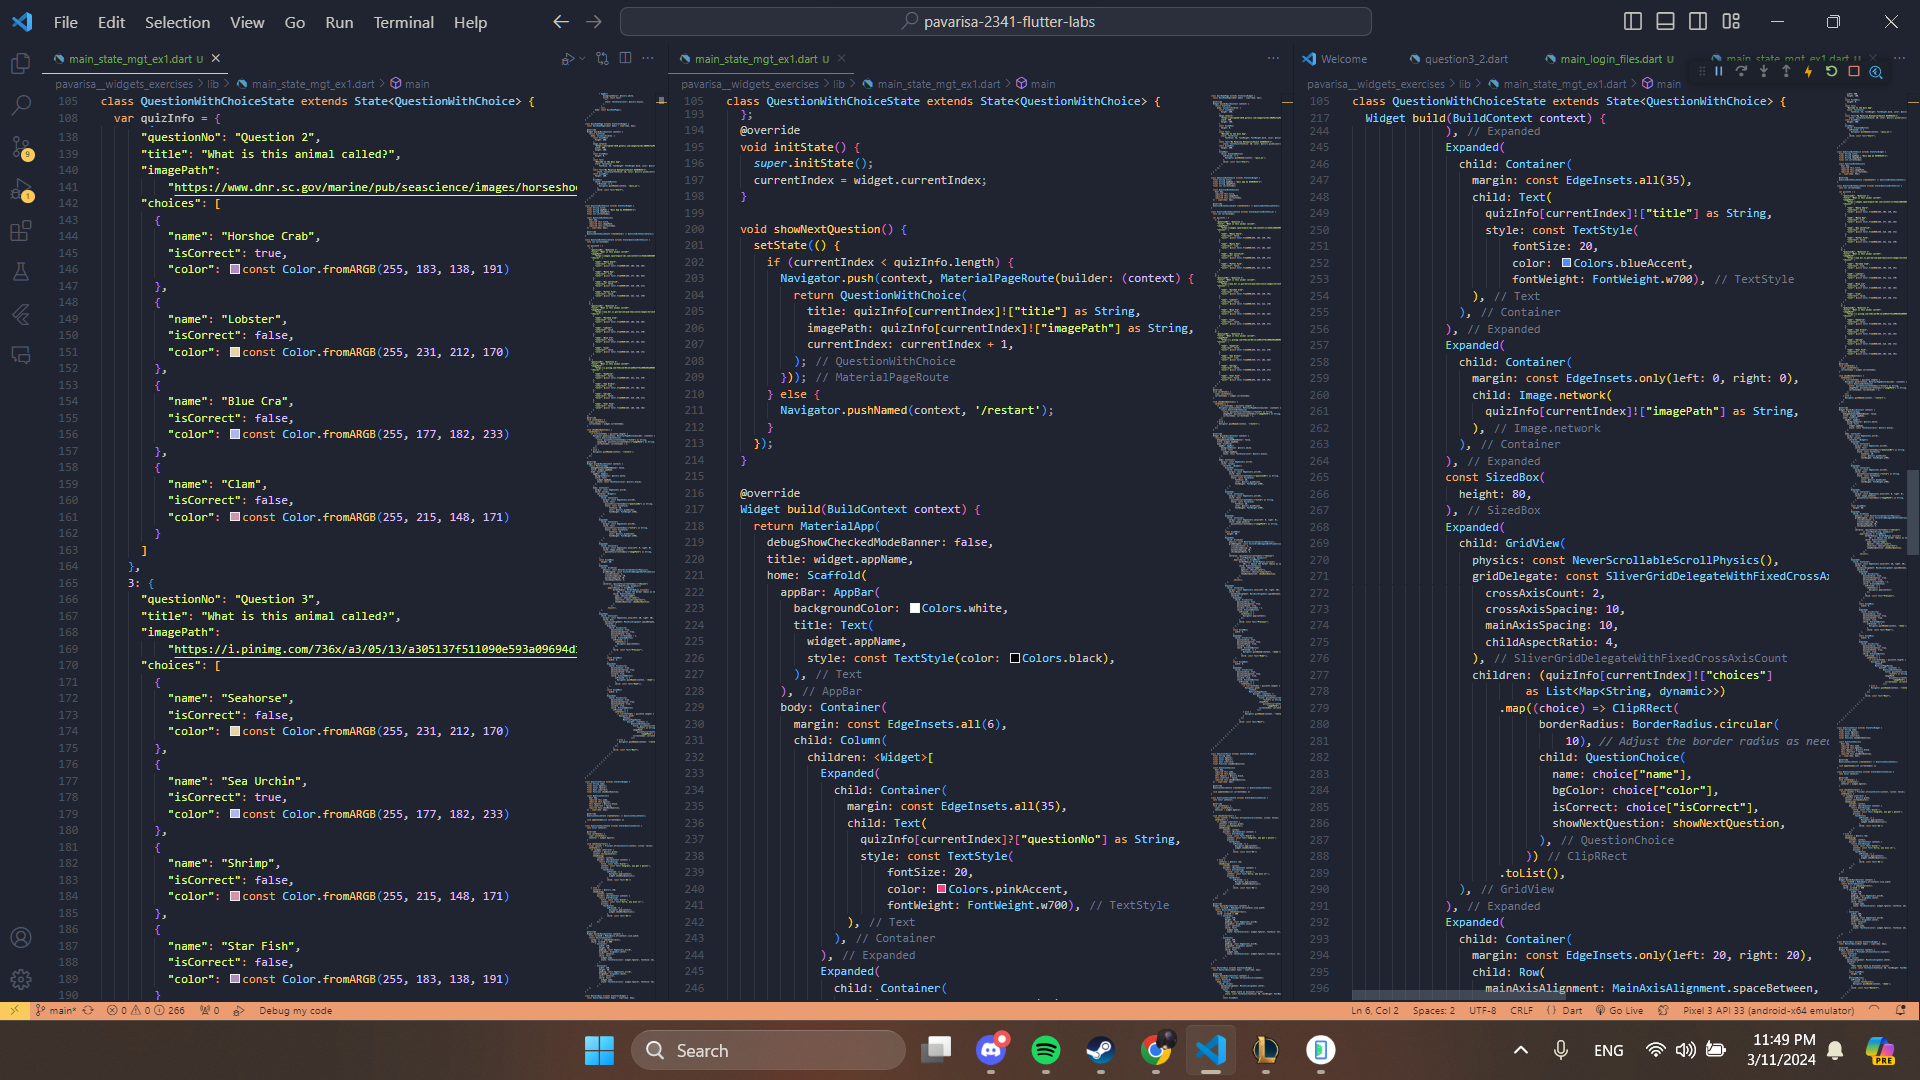 File Edit Selection View Go Run Terminal Help
pavarisa-2341-flutter-labs
main_state_mgt_ex1.dart U
pavarisa__widgets_exercises > lib > main_state_mgt_ex1.dart > main
105 class QuestionWithChoiceState extends State<QuestionWithChoice> {
108 var quizInfo = {
138 "questionNo": "Question 2",
139 "title": "What is this animal called?",
140 "imagePath":
141 "https://www.dnr.sc.gov/marine/pub/seascience/images/horsesho
142 "choices": [
143 {
144 "name": "Horshoe Crab",
145 "isCorrect": true,
146 "color": const Color.fromARGB(255, 183, 138, 191)
147 },
148 {
149 "name": "Lobster",
150 "isCorrect": false,
151 "color": const Color.fromARGB(255, 231, 212, 170)
152 },
153 {
154 "name": "Blue Cra",
155 "isCorrect": false,
156 "color": const Color.fromARGB(255, 177, 182, 233)
157 },
158 {
159 "name": "Clam",
160 "isCorrect": false,
161 "color": const Color.fromARGB(255, 215, 148, 171)
162 }
163 ]
164 },
165 3: {
166 "questionNo": "Question 3",
167 "title": "What is this animal called?",
168 "imagePath":
169 "https://i.pinimg.com/736x/a3/05/13/a305137f511090e593a09694d
170 "choices": [
171 {
172 "name": "Seahorse",
173 "isCorrect": false,
174 "color": const Color.fromARGB(255, 231, 212, 170)
175 },
176 {
177 "name": "Sea Urchin",
178 "isCorrect": true,
179 "color": const Color.fromARGB(255, 177, 182, 233)
180 },
181 {
182 "name": "Shrimp",
183 "isCorrect": false,
184 "color": const Color.fromARGB(255, 215, 148, 171)
185 },
186 {
187 "name": "Star Fish",
188 "isCorrect": false,
189 "color": const Color.fromARGB(255, 183, 138, 191)
190 }
main_state_mgt_ex1.dart U
pavarisa__widgets_exercises > lib > main_state_mgt_ex1.dart > main
105 class QuestionWithChoiceState extends State<QuestionWithChoice> {
193 };
194 @override
195 void initState() {
196 super.initState();
197 currentIndex = widget.currentIndex;
198 }
199
200 void showNextQuestion() {
201 setState(() {
202 if (currentIndex < quizInfo.length) {
203 Navigator.push(context, MaterialPageRoute(builder: (context) {
204 return QuestionWithChoice(
205 title: quizInfo[currentIndex]!["title"] as String,
206 imagePath: quizInfo[currentIndex]!["imagePath"] as String,
207 currentIndex: currentIndex + 1,
208 ); // QuestionWithChoice
209 })); // MaterialPageRoute
210 } else {
211 Navigator.pushNamed(context, '/restart');
212 }
213 });
214 }
215
216 @override
217 Widget build(BuildContext context) {
218 return MaterialApp(
219 debugShowCheckedModeBanner: false,
220 title: widget.appName,
221 home: Scaffold(
222 appBar: AppBar(
223 backgroundColor: Colors.white,
224 title: Text(
225 widget.appName,
226 style: const TextStyle(color: Colors.black),
227 ), // Text
228 ), // AppBar
229 body: Container(
230 margin: const EdgeInsets.all(6),
231 child: Column(
232 children: <Widget>[
233 Expanded(
234 child: Container(
235 margin: const EdgeInsets.all(35),
236 child: Text(
237 quizInfo[currentIndex]?["questionNo"] as String,
238 style: const TextStyle(
239 fontSize: 20,
240 color: Colors.pinkAccent,
241 fontWeight: FontWeight.w700), // TextStyle
242 ), // Text
243 ), // Container
244 ), // Expanded
245 Expanded(
246 child: Container(
Welcome question3_2.dart main_login_files.dart U main_state_mgt_ex1.dart U
pavarisa__widgets_exercises > lib > main_state_mgt_ex1.dart > main
105 class QuestionWithChoiceState extends State<QuestionWithChoice> {
217 Widget build(BuildContext context) {
244 ), // Expanded
245 Expanded(
246 child: Container(
247 margin: const EdgeInsets.all(35),
248 child: Text(
249 quizInfo[currentIndex]!["title"] as String,
250 style: const TextStyle(
251 fontSize: 20,
252 color: Colors.blueAccent,
253 fontWeight: FontWeight.w700), // TextStyle
254 ), // Text
255 ), // Container
256 ), // Expanded
257 Expanded(
258 child: Container(
259 margin: const EdgeInsets.only(left: 0, right: 0),
260 child: Image.network(
261 quizInfo[currentIndex]!["imagePath"] as String,
262 ), // Image.network
263 ), // Container
264 ), // Expanded
265 const SizedBox(
266 height: 80,
267 ), // SizedBox
268 Expanded(
269 child: GridView(
270 physics: const NeverScrollableScrollPhysics(),
271 gridDelegate: const SliverGridDelegateWithFixedCrossAx
272 crossAxisCount: 2,
273 crossAxisSpacing: 10,
274 mainAxisSpacing: 10,
275 childAspectRatio: 4,
276 ), // SliverGridDelegateWithFixedCrossAxisCount
277 children: (quizInfo[currentIndex]!["choices"]
278 as List<Map<String, dynamic>>)
279 .map((choice) => ClipRRect(
280 borderRadius: BorderRadius.circular(
281 10), // Adjust the border radius as need
282 child: QuestionChoice(
283 name: choice["name"],
284 bgColor: choice["color"],
285 isCorrect: choice["isCorrect"],
286 showNextQuestion: showNextQuestion,
287 ), // QuestionChoice
288 )) // ClipRRect
289 .toList(),
290 ), // GridView
291 ), // Expanded
292 Expanded(
293 child: Container(
294 margin: const EdgeInsets.only(left: 20, right: 20),
295 child: Row(
296 mainAxisAlignment: MainAxisAlignment.spaceBetween,
9
1
main* 0 0 266 0 Debug my code
Ln 6, Col 2 Spaces: 2 UTF-8 CRLF {} Dart Go Live Pixel 3 API 33 (android-x64 emulator)
Search
ENG
11:49 PM
3/11/2024
PRE